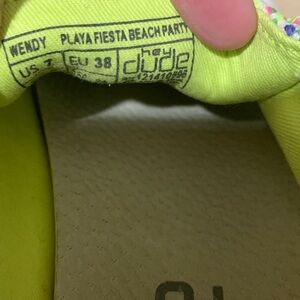 WENDY PLAYA FIESTA BEACH PARTY
US 7 EU 38 hey dude